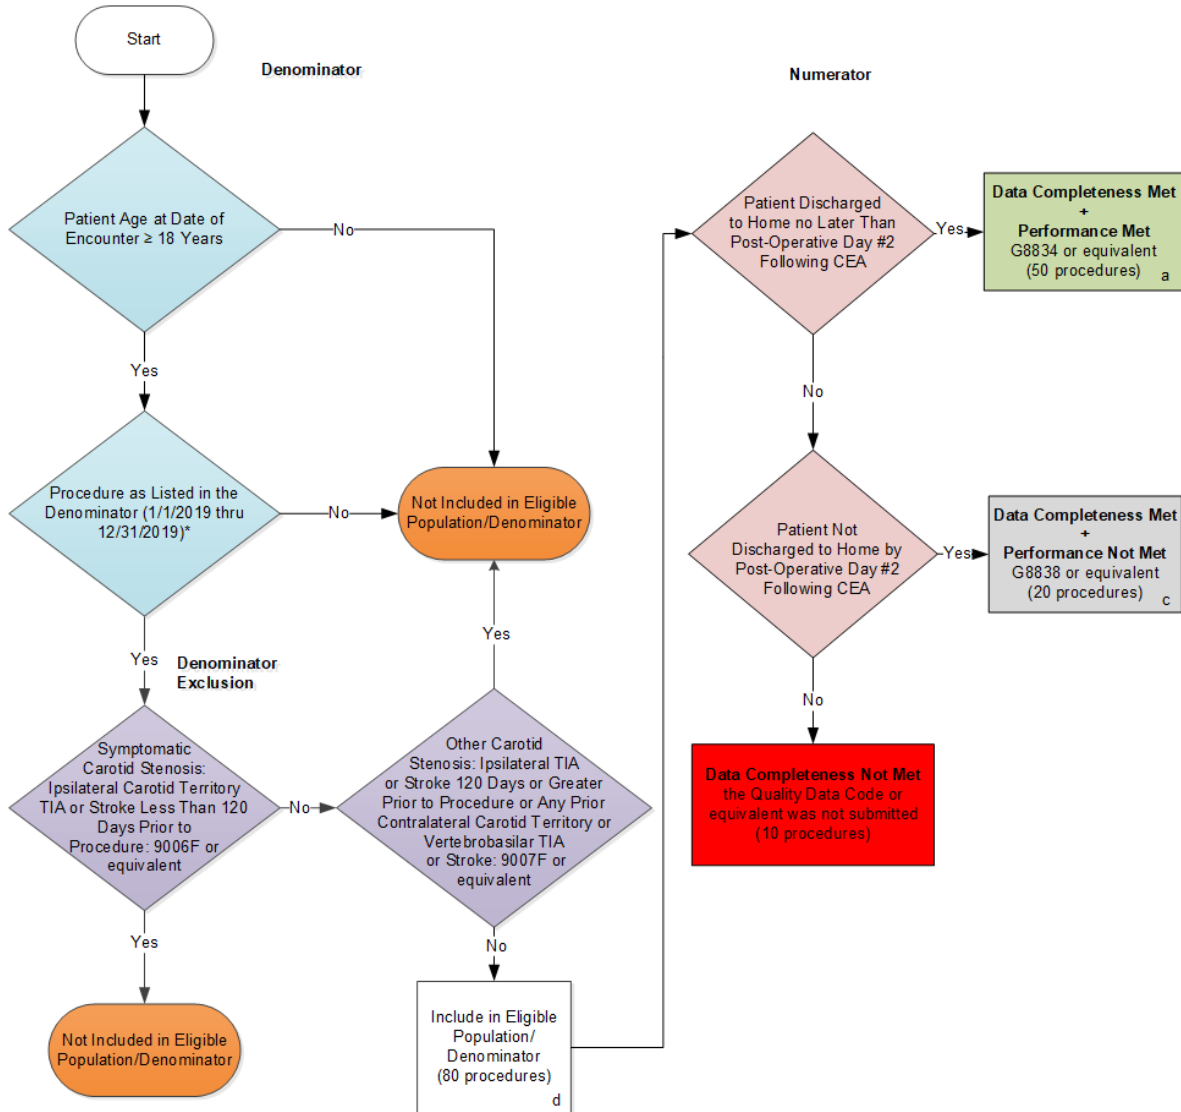 Start
Denominator
Patient Age at Date of
Encounter ≥ 18 Years
No
Yes
Procedure as Listed in the
Denominator (1/1/2019 thru
12/31/2019)*
No
Not Included in Eligible
Population/Denominator
Yes
Yes
Denominator
Exclusion
Symptomatic
Carotid Stenosis:
Ipsilateral Carotid Territory
TIA or Stroke Less Than 120
Days Prior to
Procedure: 9006F or
equivalent
No
Other Carotid
Stenosis: Ipsilateral TIA
or Stroke 120 Days or Greater
Prior to Procedure or Any Prior
Contralateral Carotid Territory or
Vertebrobasilar TIA
or Stroke: 9007F or
equivalent
Yes
No
Not Included in Eligible
Population/Denominator
Include in Eligible
Population/
Denominator
(80 procedures)
d
Numerator
Patient Discharged
to Home no Later Than
Post-Operative Day #2
Following CEA
Yes
Data Completeness Met
+
Performance Met
G8834 or equivalent
(50 procedures)
a
No
Patient Not
Discharged to Home by
Post-Operative Day #2
Following CEA
Yes
Data Completeness Met
+
Performance Not Met
G8838 or equivalent
(20 procedures)
c
No
Data Completeness Not Met
the Quality Data Code or
equivalent was not submitted
(10 procedures)